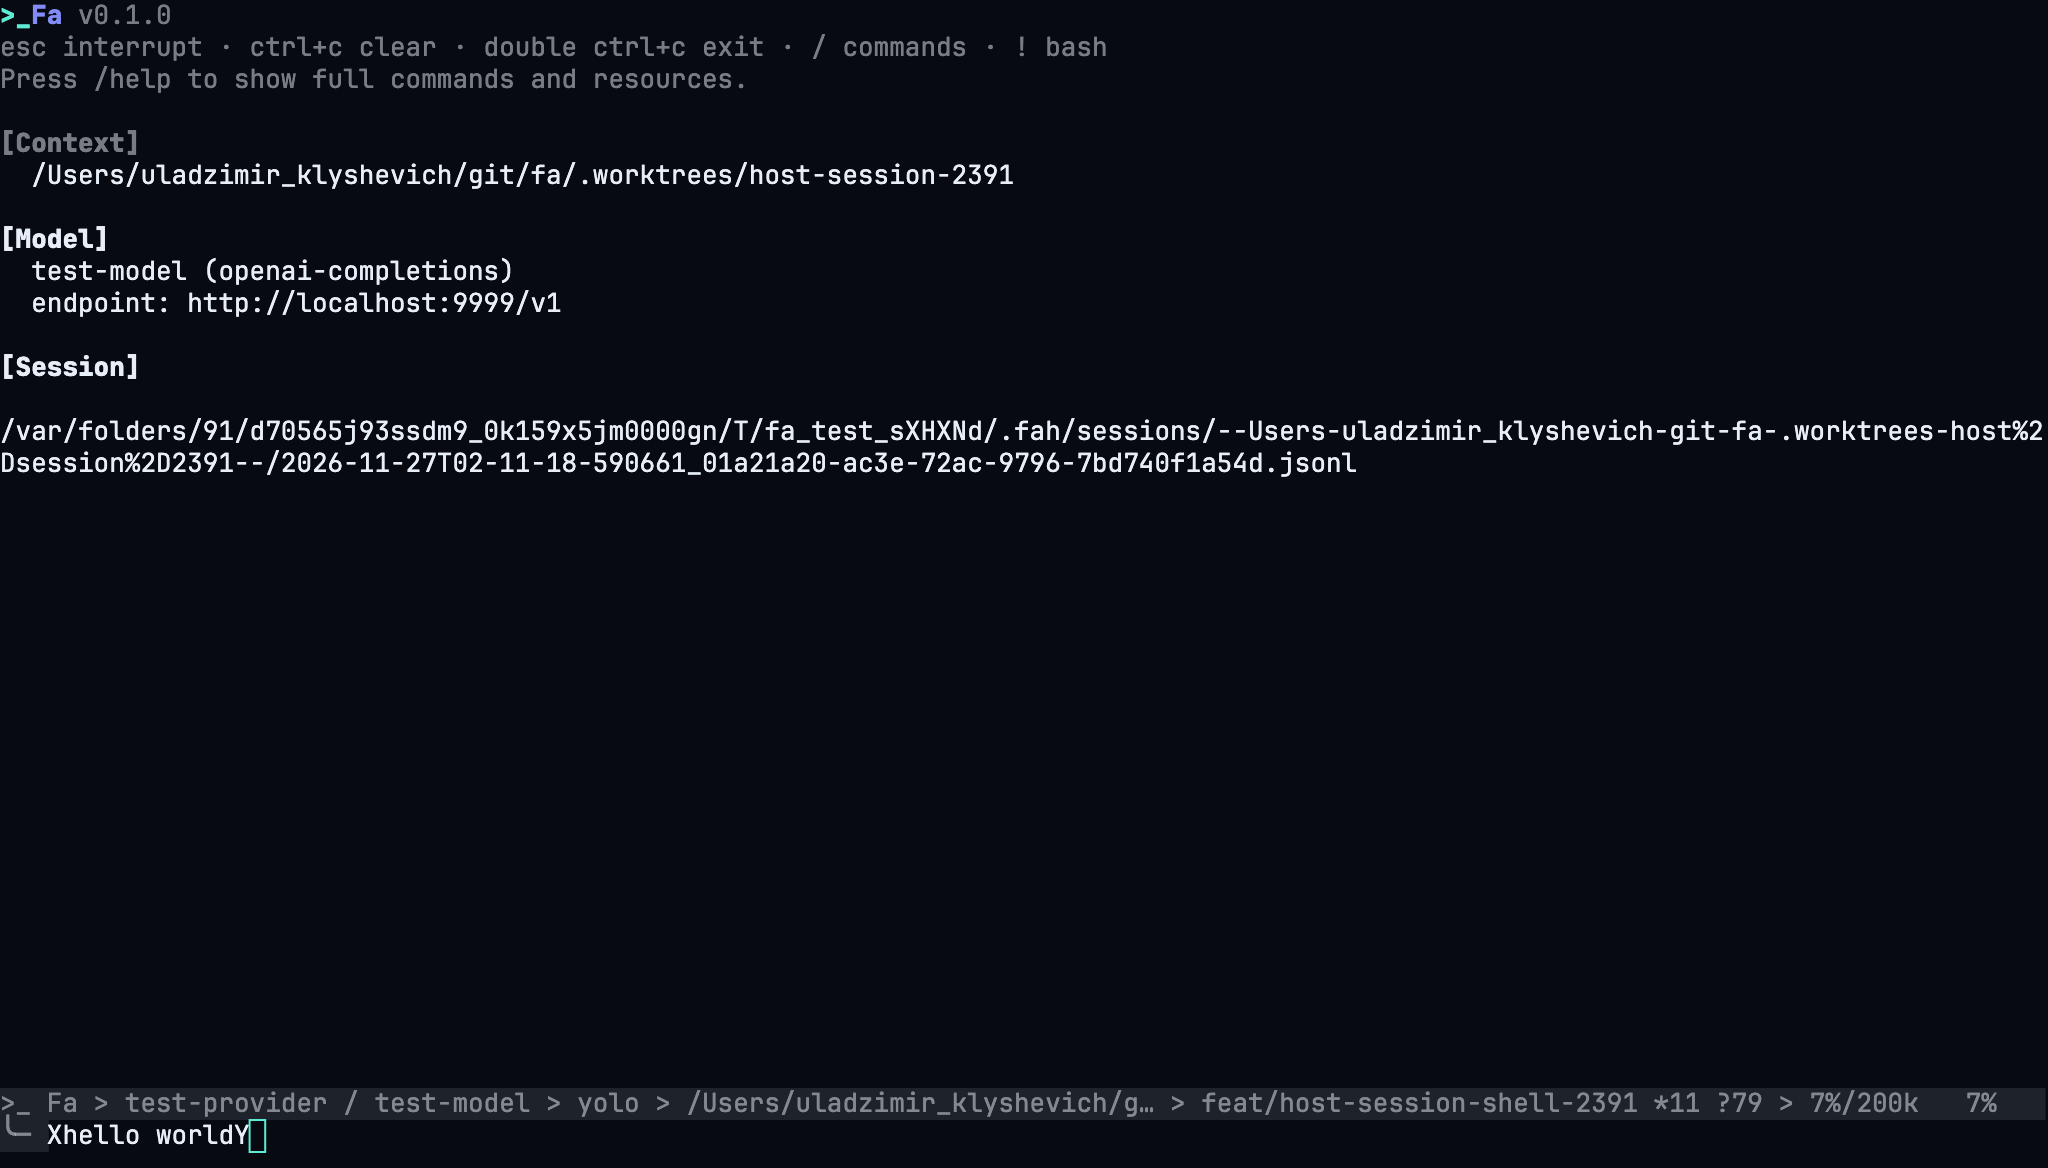 >_Fa v0.1.0
esc interrupt · ctrl+c clear · double ctrl+c exit · / commands · ! bash
Press /help to show full commands and resources.
[Context]
/Users/uladzimir_klyshevich/git/fa/.worktrees/host-session-2391
[Model]
test-model (openai-completions)
endpoint: http://localhost:9999/v1
[Session]
/var/folders/91/d70565j93ssdm9_0k159x5jm0000gn/T/fa_test_sXHXNd/.fah/sessions/--Users-uladzimir_klyshevich-git-fa-.worktrees-host%2
Dsession%2D2391--/2026-11-27T02-11-18-590661_01a21a20-ac3e-72ac-9796-7bd740f1a54d.jsonl
>_ Fa > test-provider / test-model > yolo > /Users/uladzimir_klyshevich/g… > feat/host-session-shell-2391 *11 ?79 > 7%/200k 7%
Xhello worldY